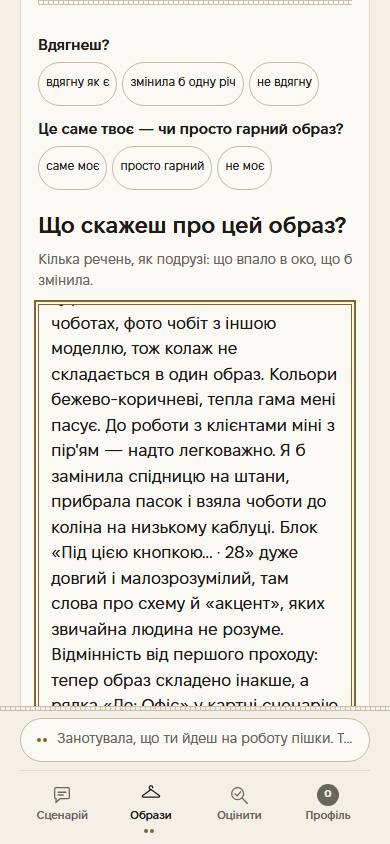 Вдягнеш?
вдягну як є
змінила б одну річ
не вдягну
Це саме твоє — чи просто гарний образ?
саме моє
просто гарний
не моє
Що скажеш про цей образ?
Кілька речень, як подрузі: що впало в око, що б
змінила.
чоботах, фото чобіт з іншою
моделлю, тож колаж не
складається в один образ. Кольори
бежево-коричневі, тепла гама мені
пасує. До роботи з клієнтами міні з
пір'ям — надто легковажно. Я б
замінила спідницю на штани,
прибрала пасок і взяла чоботи до
коліна на низькому каблуці. Блок
«Під цією кнопкою... · 28» дуже
довгий і малозрозумілий, там
слова про схему й «акцент», яких
звичайна людина не розуме.
Відмінність від першого проходу:
тепер образ складено інакше, а
рядка «Де: Офіс» у картці сценарію
Занотувала, що ти йдеш на роботу пішки. Т...
Сценарій
Образи
Оцінити
О
Профіль